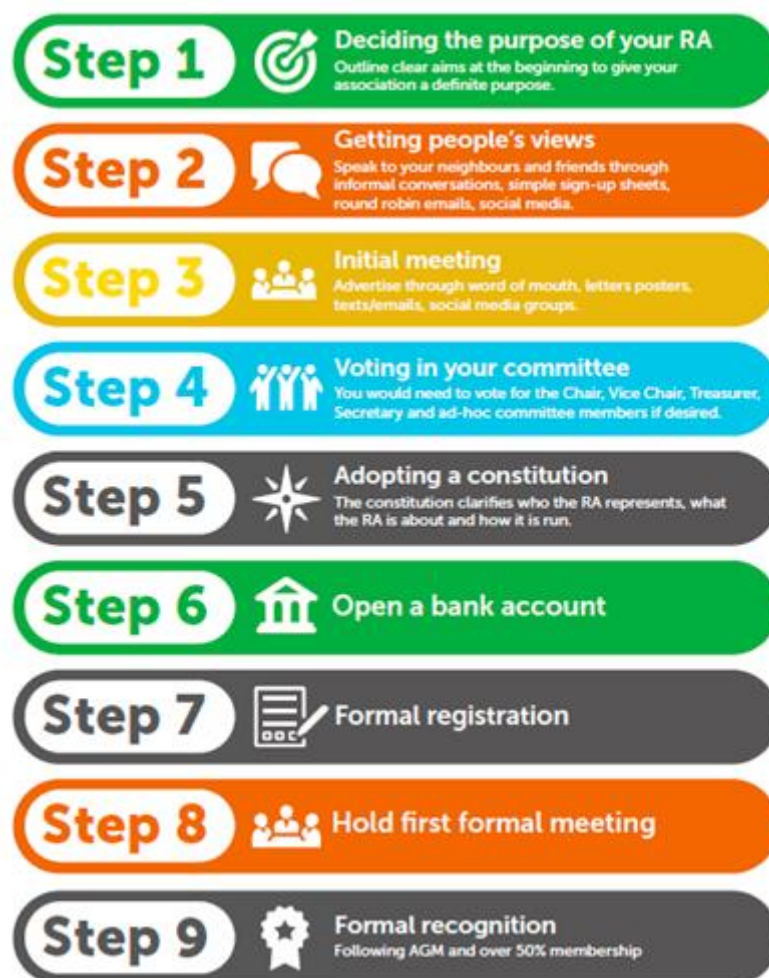 Step 1
Deciding the purpose of your RA
Outline clear aims at the beginning to give your
association a definite purpose.
Step 2
Getting people's views
Speak to your neighbours and friends through
informal conversations, simple sign-up sheets,
round robin emails, social media.
Step 3
Initial meeting
Advertise through word of mouth, letters posters,
texts/emails, social media groups.
Step 4
Voting in your committee
You would need to vote for the Chair, Vice Chair, Treasurer,
Secretary and ad-hoc committee members if desired.
Step 5
Adopting a constitution
The constitution clarifies who the RA represents, what
the RA is about and how it is run.
Step 6
Open a bank account
Step 7
Formal registration
Step 8
Hold first formal meeting
Step 9
Formal recognition
Following AGM and over 50% membership